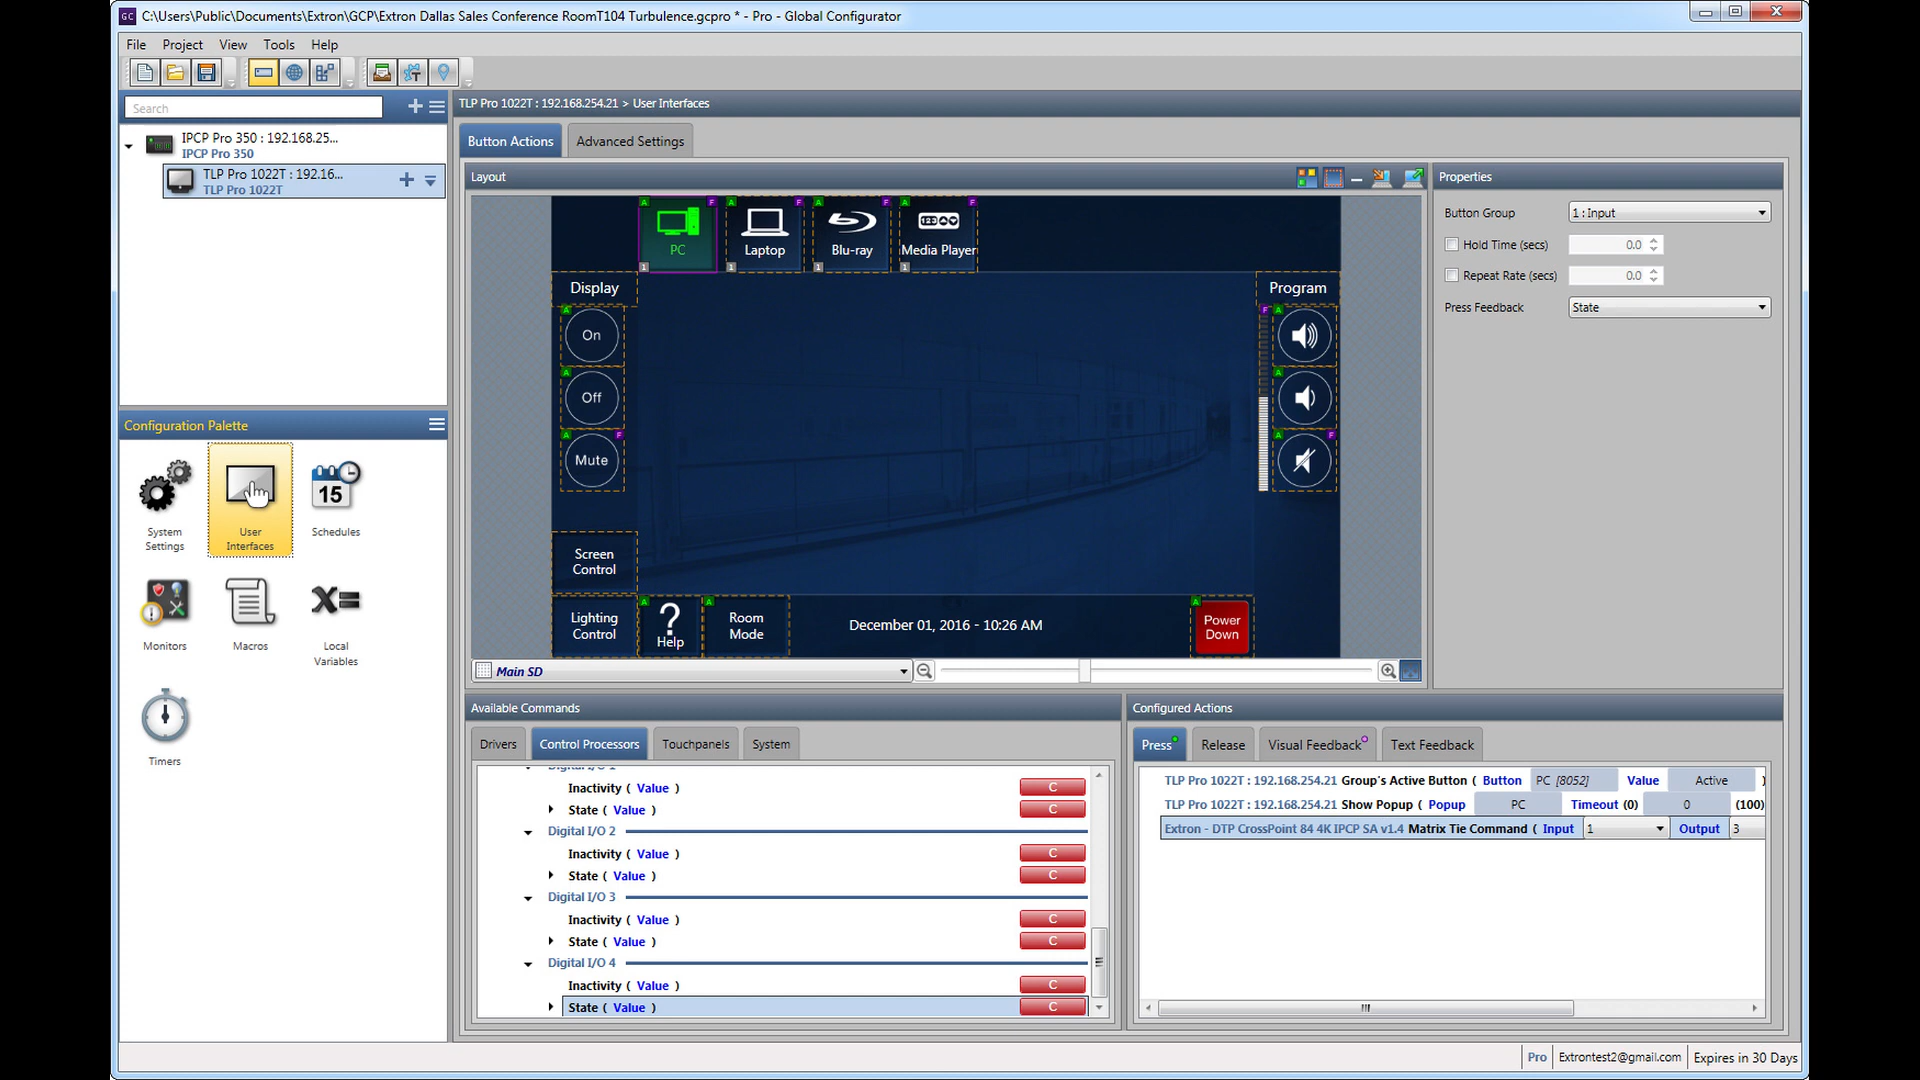 GC C:\Users\Public\Documents\Extron\GCP\Extron Dallas Sales Conference RoomT104 Turbulence.gcpro * - Pro - Global Configurator
File Project View Tools Help
Search
IPCP Pro 350 : 192.168.25...
IPCP Pro 350
TLP Pro 1022T : 192.16...
TLP Pro 1022T
Configuration Palette
System
Settings
User
Interfaces
15
Schedules
Monitors
Macros
X=
Local
Variables
Timers
TLP Pro 1022T : 192.168.254.21 > User Interfaces
Button Actions Advanced Settings
Layout
A F A F A F A F
PC Laptop Blu-ray Media Player
1 1 1 1
Display
A
On
A
Off
A F
Mute
Screen
Control
Lighting
Control
A
?
Help
A
Room
Mode
December 01, 2016 - 10:26 AM
A
Power
Down
Program
F A
A
A F
Main SD
Properties
Button Group 1 : Input
Hold Time (secs) 0.0
Repeat Rate (secs) 0.0
Press Feedback State
Available Commands
Drivers Control Processors Touchpanels System
Digital I/O 1
Inactivity ( Value ) C
State ( Value ) C
Digital I/O 2
Inactivity ( Value ) C
State ( Value ) C
Digital I/O 3
Inactivity ( Value ) C
State ( Value ) C
Digital I/O 4
Inactivity ( Value ) C
State ( Value ) C
Configured Actions
Press Release Visual Feedback Text Feedback
TLP Pro 1022T : 192.168.254.21 Group's Active Button ( Button PC [8052] Value Active )
TLP Pro 1022T : 192.168.254.21 Show Popup ( Popup PC Timeout (0) 0 (100)
Extron - DTP CrossPoint 84 4K IPCP SA v1.4 Matrix Tie Command ( Input 1 Output 3
Pro Extrontest2@gmail.com Expires in 30 Days